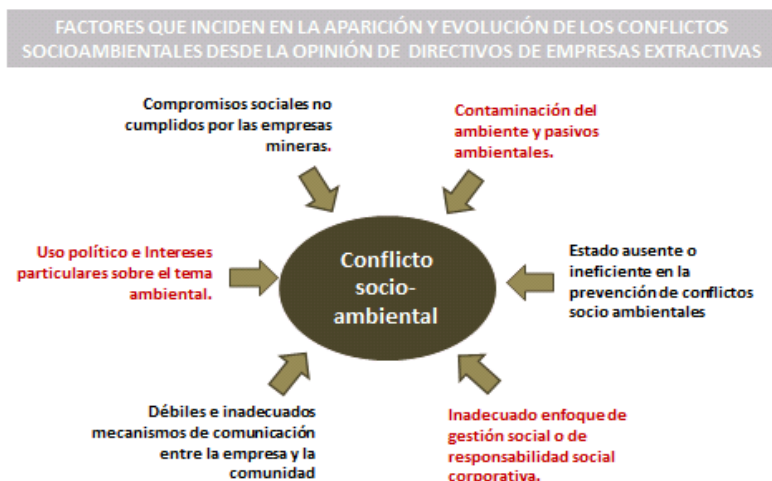 FACTORES QUE INCIDEN EN LA APARICIÓN Y EVOLUCIÓN DE LOS CONFLICTOS
SOCIOAMBIENTALES DESDE LA OPINIÓN DE DIRECTIVOS DE EMPRESAS EXTRACTIVAS
Compromisos sociales no
cumplidos por las empresas
mineras.
Contaminación del
ambiente y pasivos
ambientales.
Uso político e Intereses
particulares sobre el tema
ambiental.
Conflicto
socio-
ambiental
Estado ausente o
ineficiente en la
prevención de conflictos
socio ambientales
Débiles e inadecuados
mecanismos de comunicación
entre la empresa y la
comunidad
Inadecuado enfoque de
gestión social o de
responsabilidad social
corporativa.